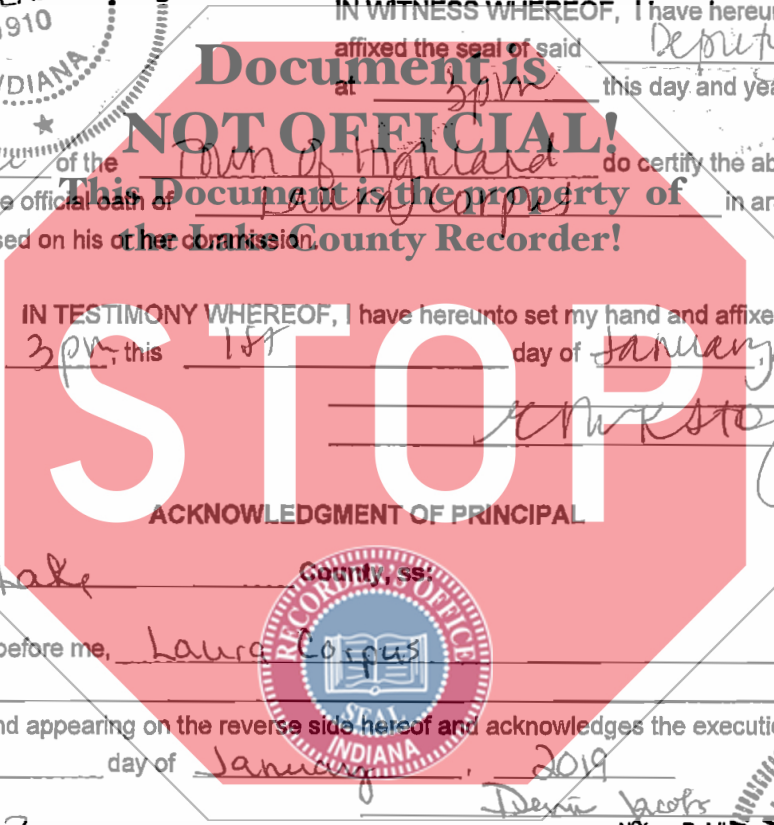 1910
INDIANA
IN WITNESS WHEREOF, I have hereun
affixed the seal of said Deput
at 3pm this day and yea
Document is
NOT OFFICIAL!
This Document is the property of
the Lake County Recorder!
of the Town of Highland do certify the ab
e official oath of Laura Corpus in an
sed on his or her commission.
IN TESTIMONY WHEREOF, I have hereunto set my hand and affixe
3pm, this 1st day of January,
STOP
ACKNOWLEDGMENT OF PRINCIPAL
Lake County, ss:
before me, Laura Corpus
RECORDER'S OFFICE
SEAL
INDIANA
nd appearing on the reverse side hereof and acknowledges the executi
day of January, 2019